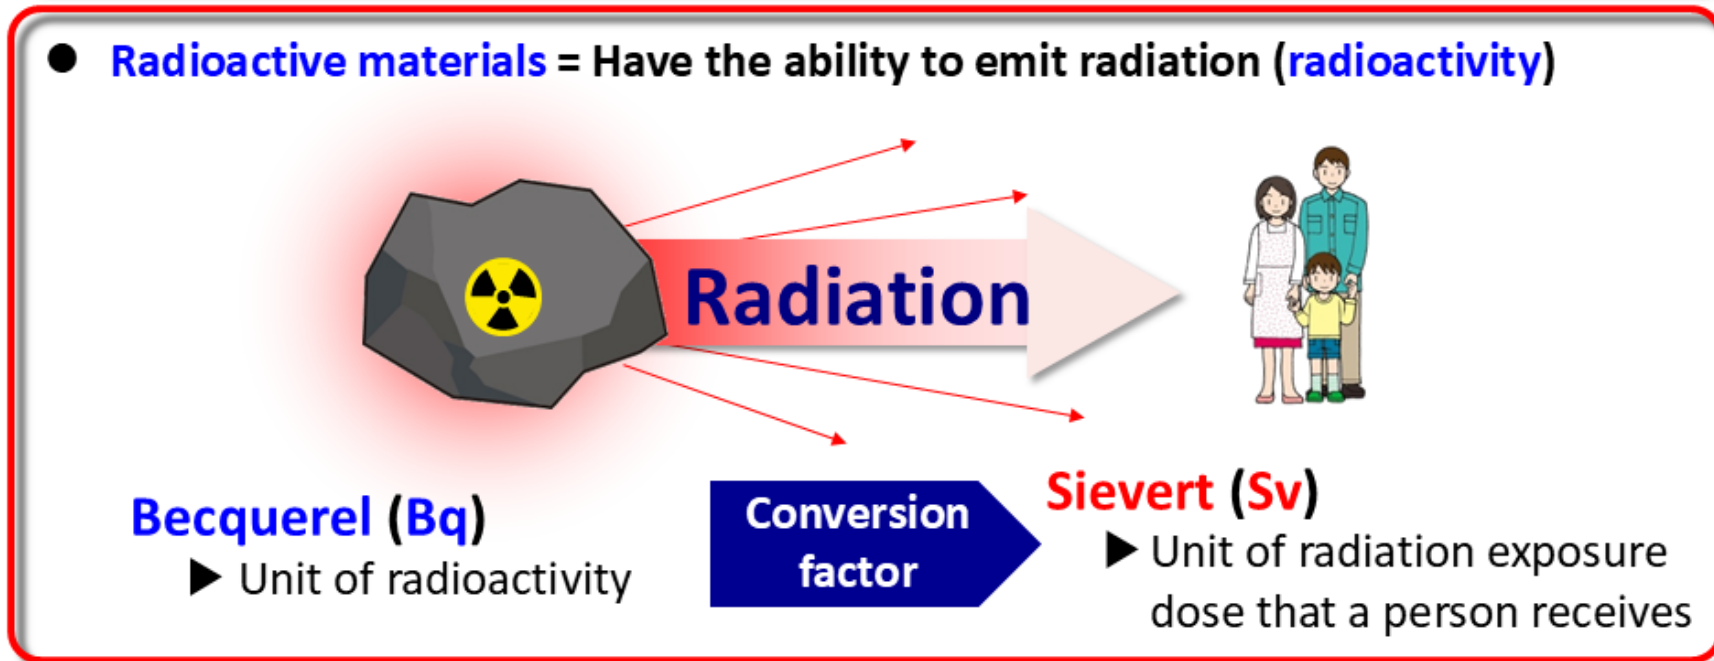 ● Radioactive materials = Have the ability to emit radiation (radioactivity)
Radiation
Becquerel (Bq)
▶ Unit of radioactivity
Conversion
factor
Sievert (Sv)
▶ Unit of radiation exposure
dose that a person receives